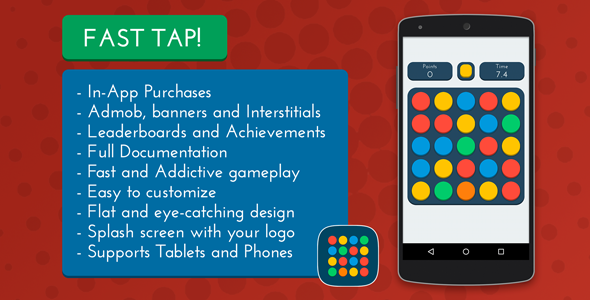 FAST TAP!
- In-App Purchases
- Admob, banners and Interstitials
- Leaderboards and Achievements
- Full Documentation
- Fast and Addictive gameplay
- Easy to customize
- Flat and eye-catching design
- Splash screen with your logo
- Supports Tablets and Phones
Points
0
Time
7.4